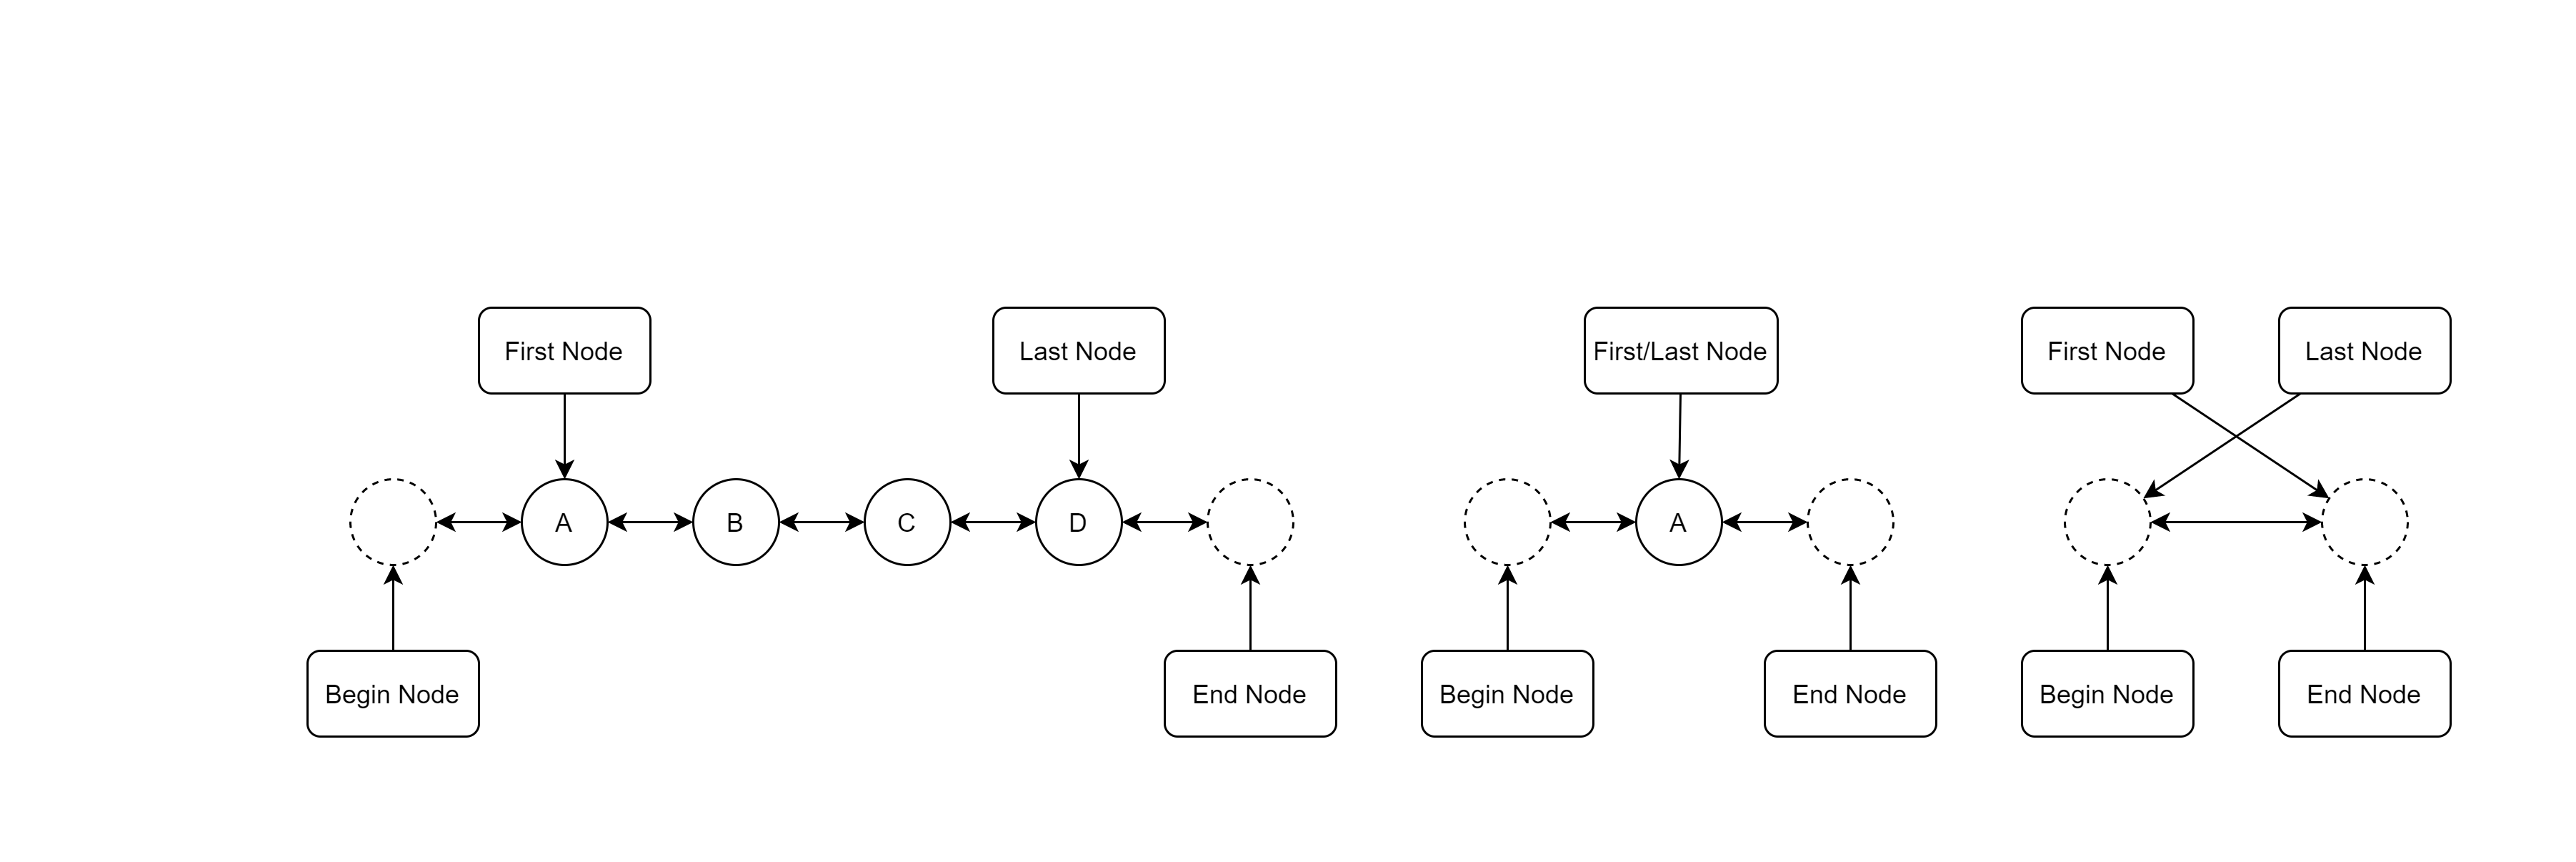 First Node
Last Node
First/Last Node
First Node
Last Node
A
B
C
D
A
Begin Node
End Node
Begin Node
End Node
Begin Node
End Node